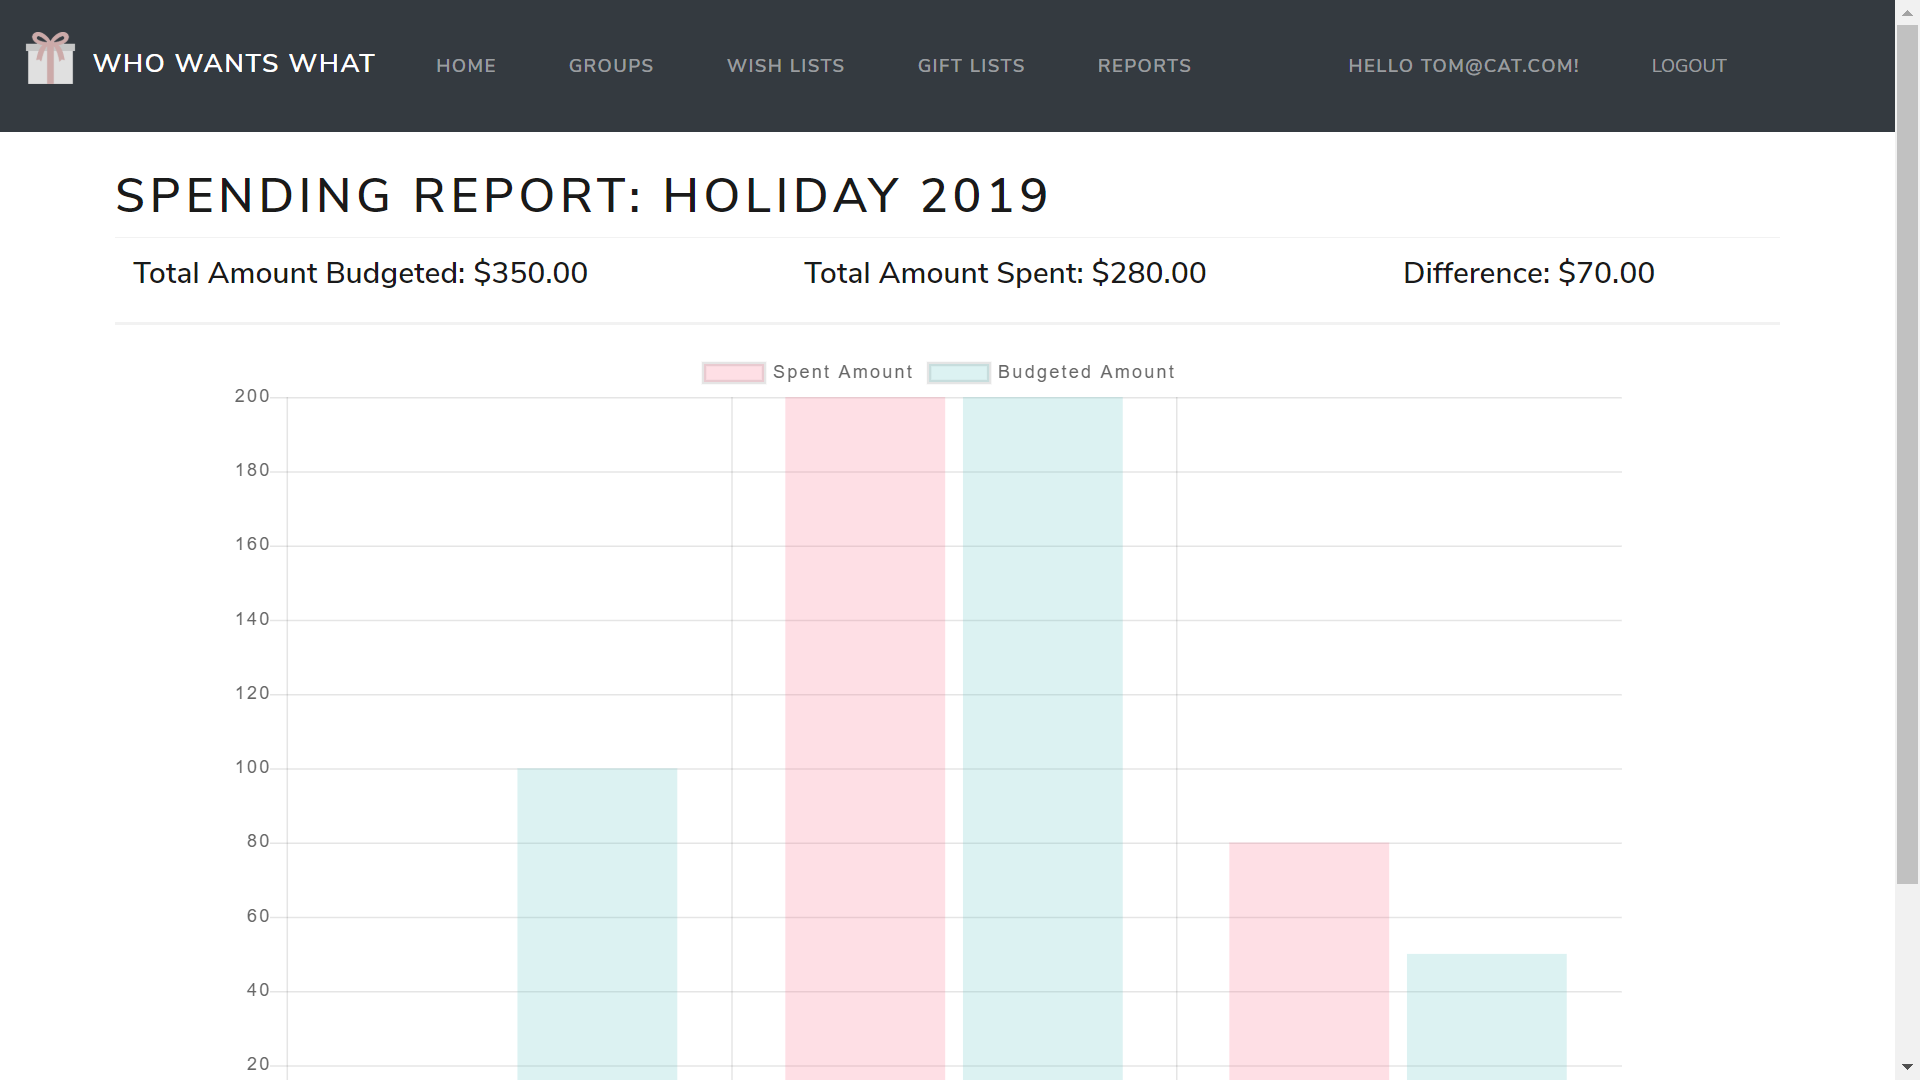 WHO WANTS WHAT
HOME
GROUPS
WISH LISTS
GIFT LISTS
REPORTS
HELLO TOM@CAT.COM!
LOGOUT
SPENDING REPORT: HOLIDAY 2019
Total Amount Budgeted: $350.00
Total Amount Spent: $280.00
Difference: $70.00
Spent Amount
Budgeted Amount
200
180
160
140
120
100
80
60
40
20